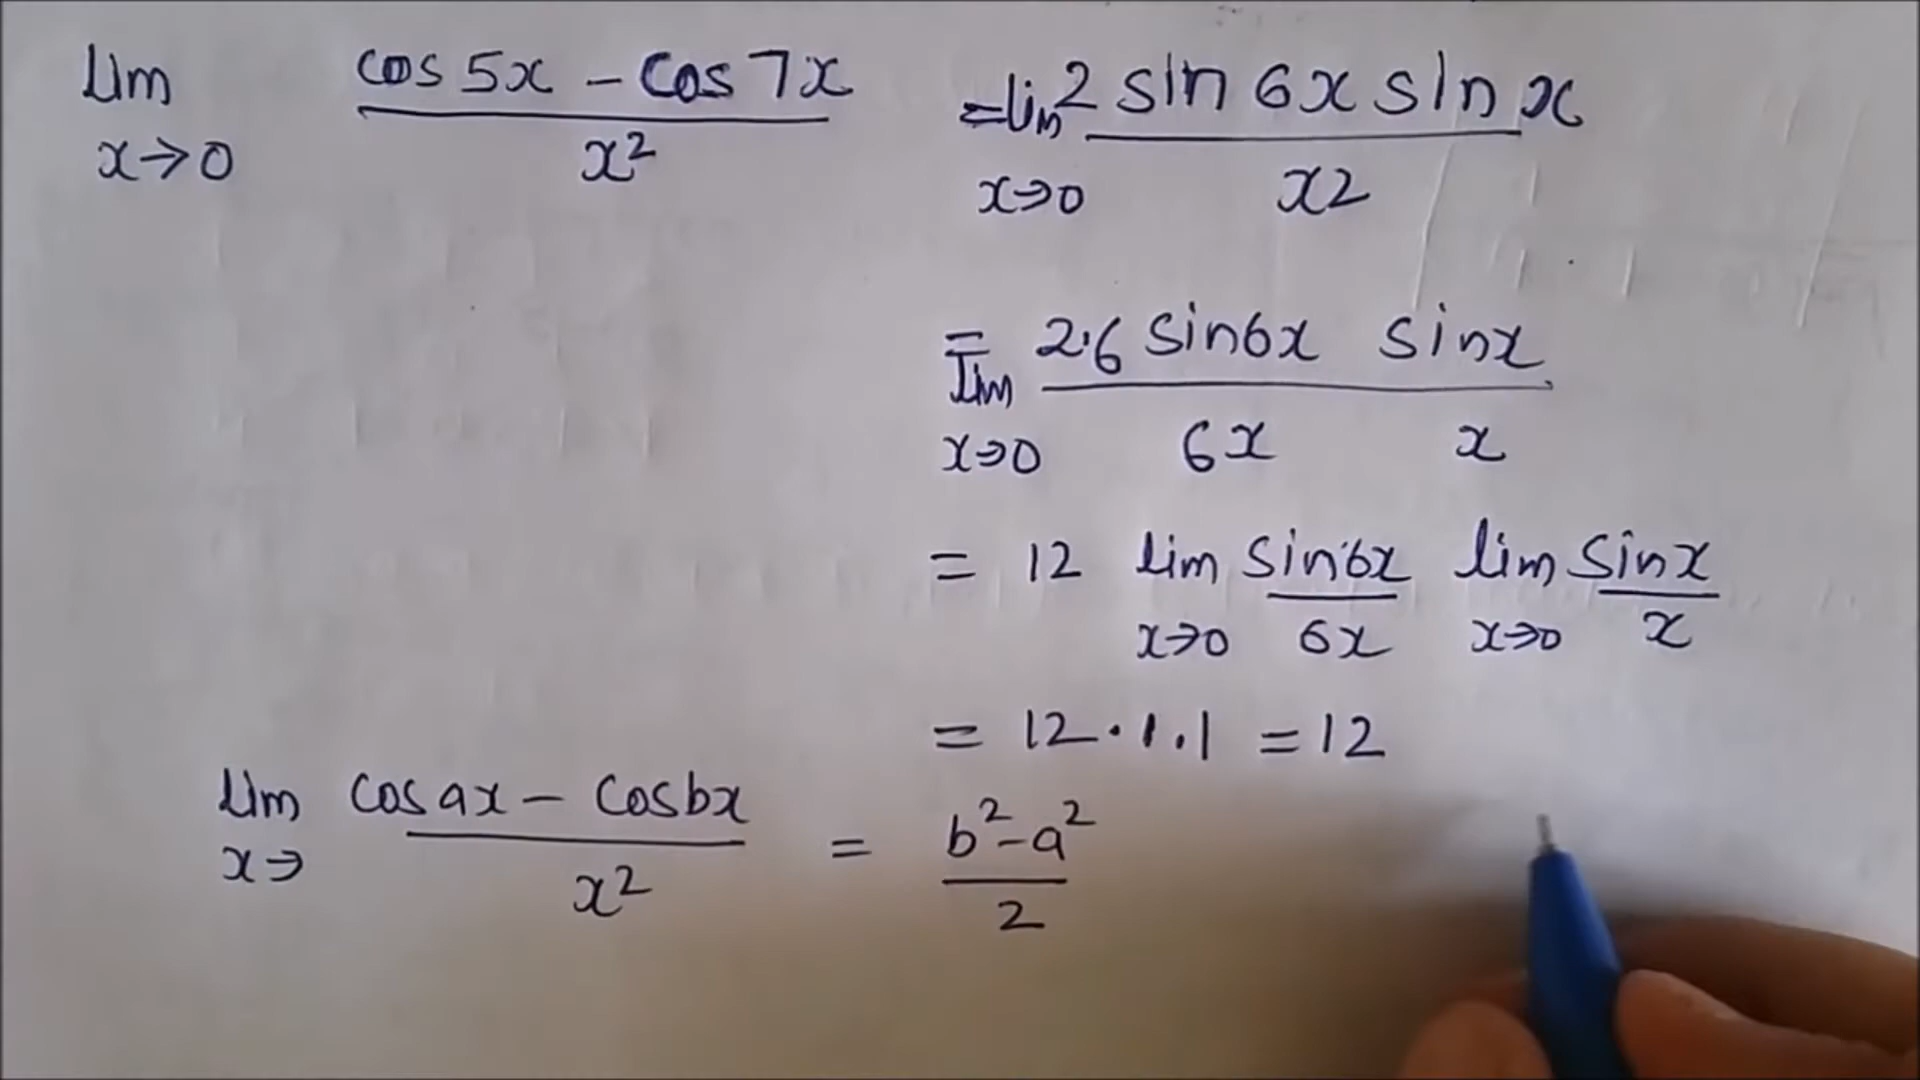 lim x→0 cos 5x - cos 7x / x² = lim x→0 2 sin 6x sin x / x2
= lim x→0 2·6 sin6x sinx / 6x x
= 12 lim x→0 sin6x / 6x lim x→0 sinx / x
= 12·1·1 = 12
lim x→ cos ax - cos bx / x² = b²-a² / 2